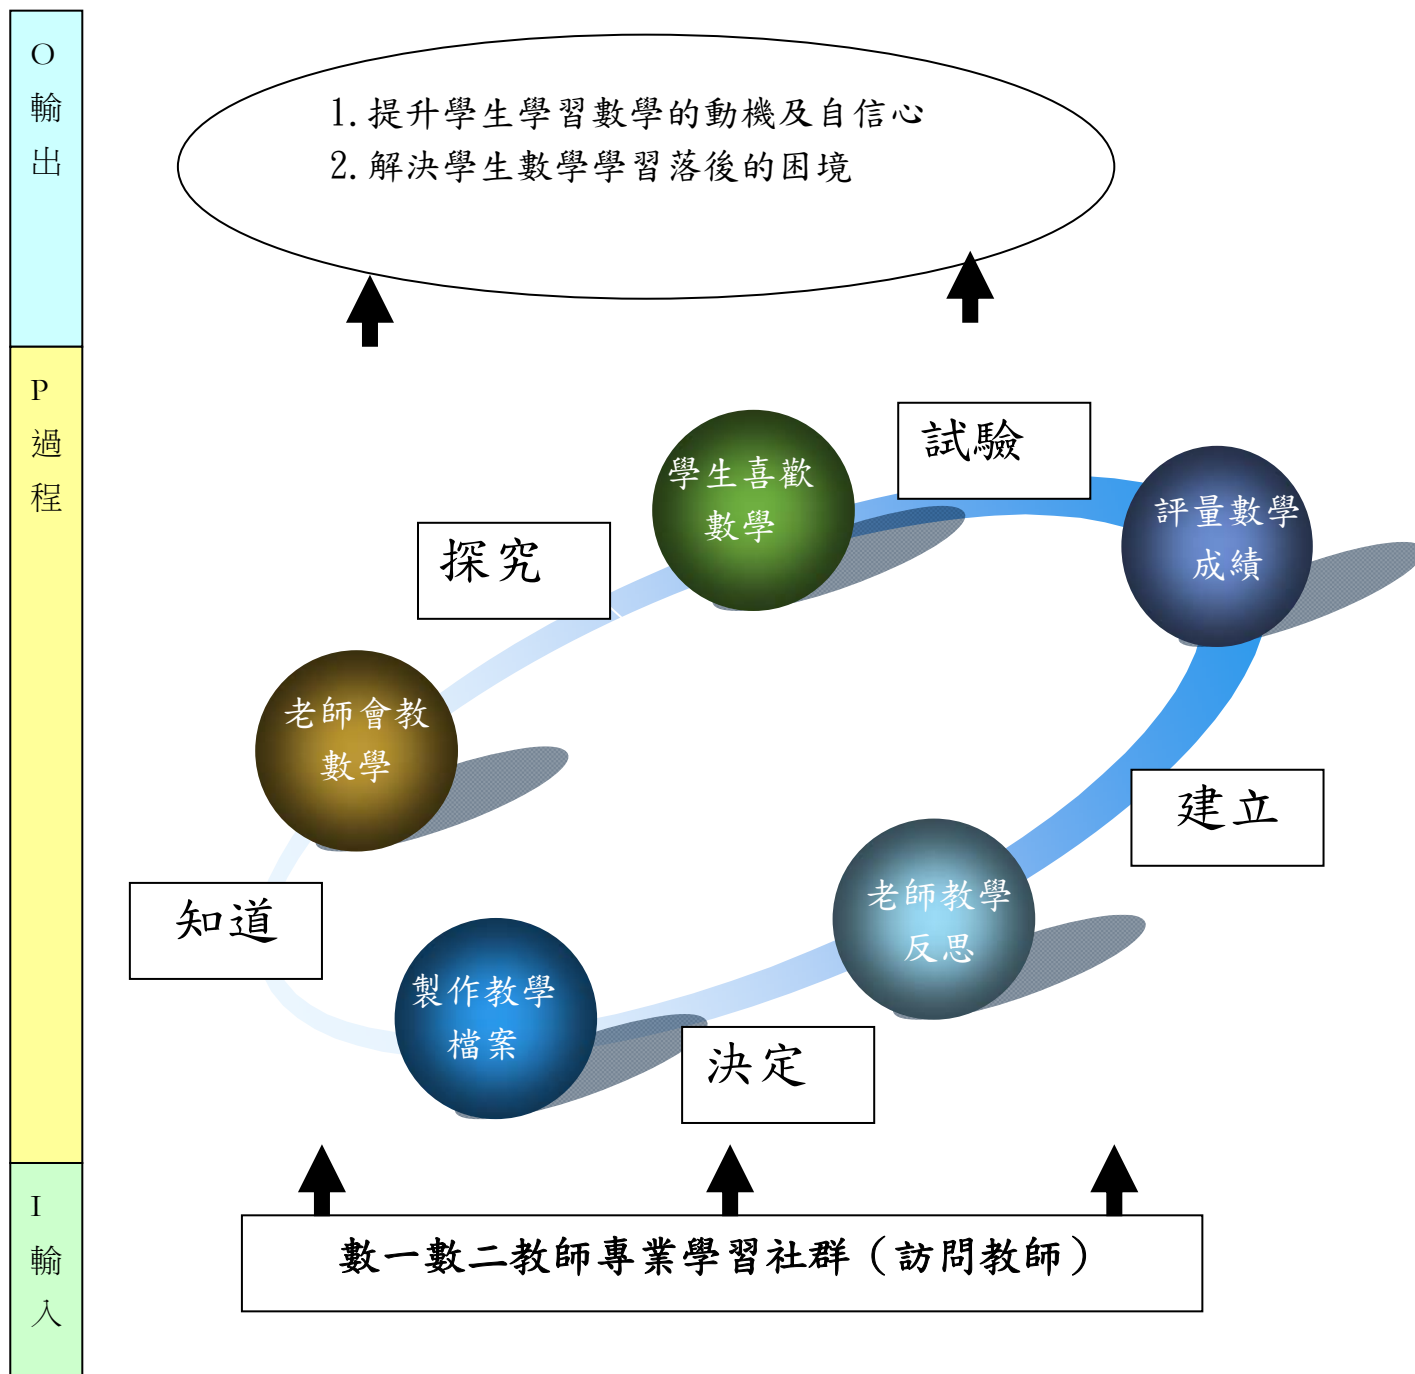 O
輸
出
1.提升學生學習數學的動機及自信心
2.解決學生數學學習落後的困境
P
過
程
試驗
學生喜歡
數學
評量數學
成績
探究
老師會教
數學
建立
知道
老師教學
反思
製作教學
檔案
決定
I
輸
入
數一數二教師專業學習社群（訪問教師）